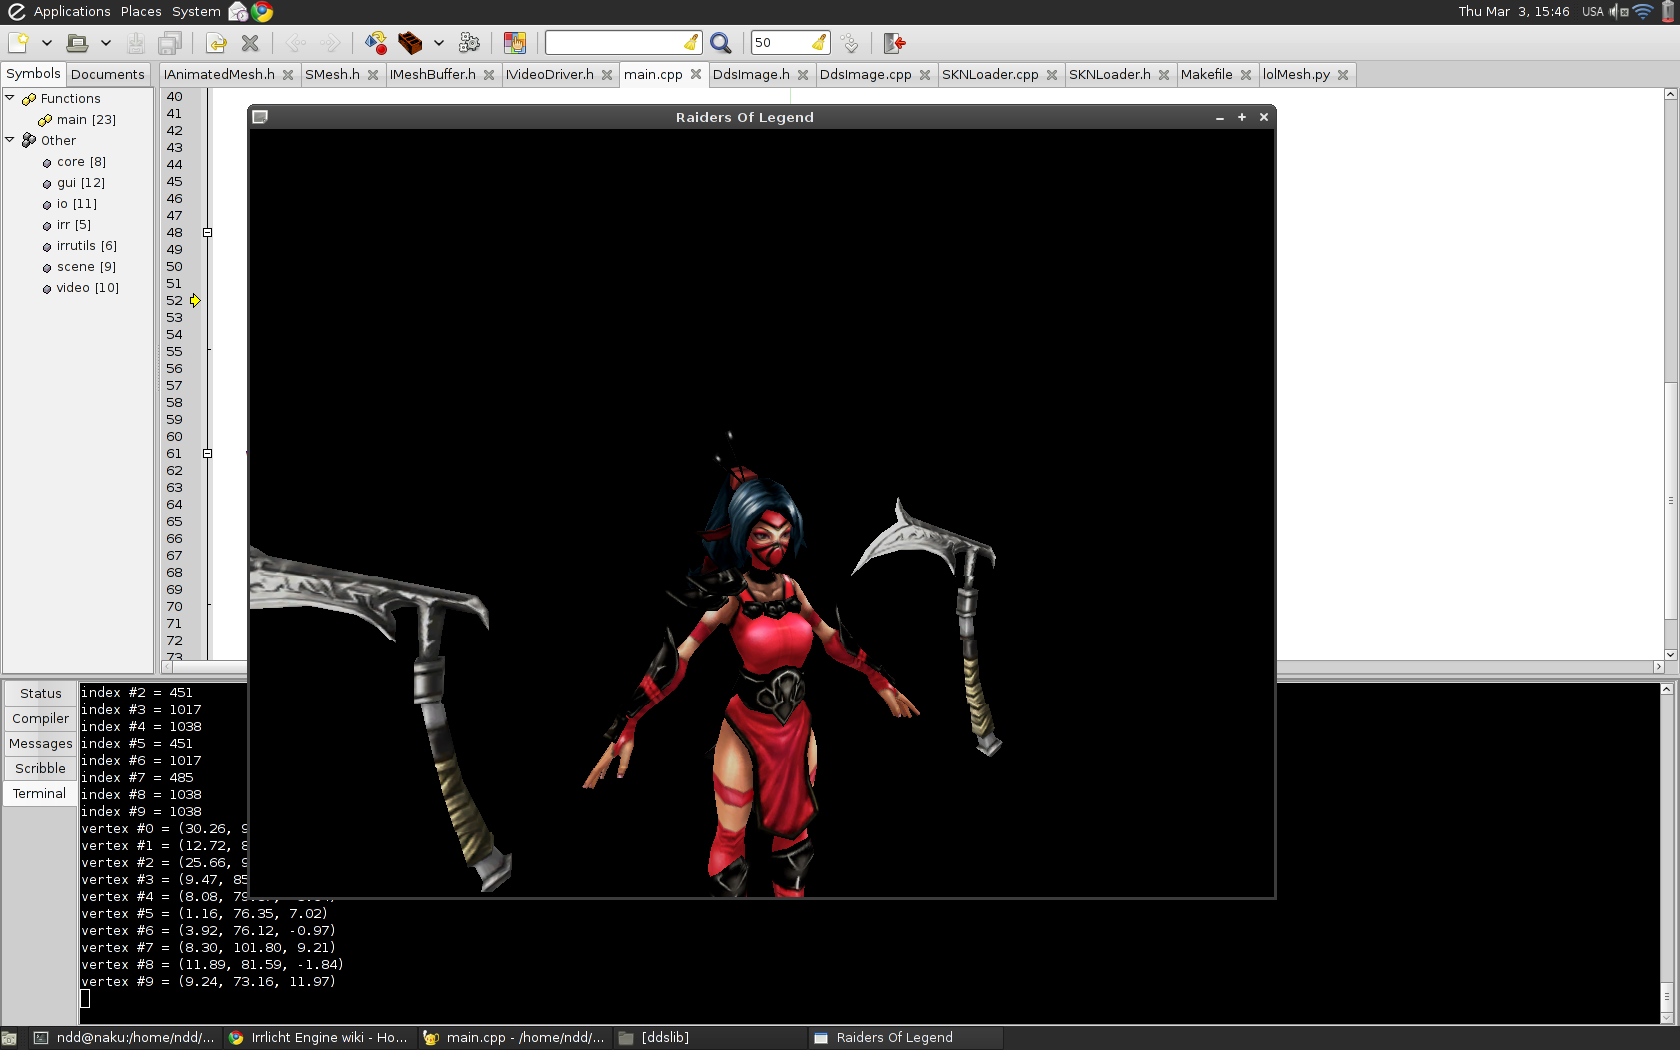 Applications Places System
Thu Mar 3, 15:46 USA
50
Symbols Documents
IAnimatedMesh.h SMesh.h IMeshBuffer.h IVideoDriver.h main.cpp DdsImage.h DdsImage.cpp SKNLoader.cpp SKNLoader.h Makefile lolMesh.py
Functions
main [23]
Other
core [8]
gui [12]
io [11]
irr [5]
irrutils [6]
scene [9]
video [10]
40
41
42
43
44
45
46
47
48
49
50
51
52
53
54
55
56
57
58
59
60
61
62
63
64
65
66
67
68
69
70
71
72
73
Raiders Of Legend
Status
Compiler
Messages
Scribble
Terminal
index #2 = 451
index #3 = 1017
index #4 = 1038
index #5 = 451
index #6 = 1017
index #7 = 485
index #8 = 1038
index #9 = 1038
vertex #0 = (30.26, 9
vertex #1 = (12.72, 8
vertex #2 = (25.66, 9
vertex #3 = (9.47, 85
vertex #4 = (8.08,
vertex #5 = (1.16, 76.35, 7.02)
vertex #6 = (3.92, 76.12, -0.97)
vertex #7 = (8.30, 101.80, 9.21)
vertex #8 = (11.89, 81.59, -1.84)
vertex #9 = (9.24, 73.16, 11.97)
ndd@naku:/home/ndd/... Irrlicht Engine wiki - Ho... main.cpp - /home/ndd/... [ddslib] Raiders Of Legend